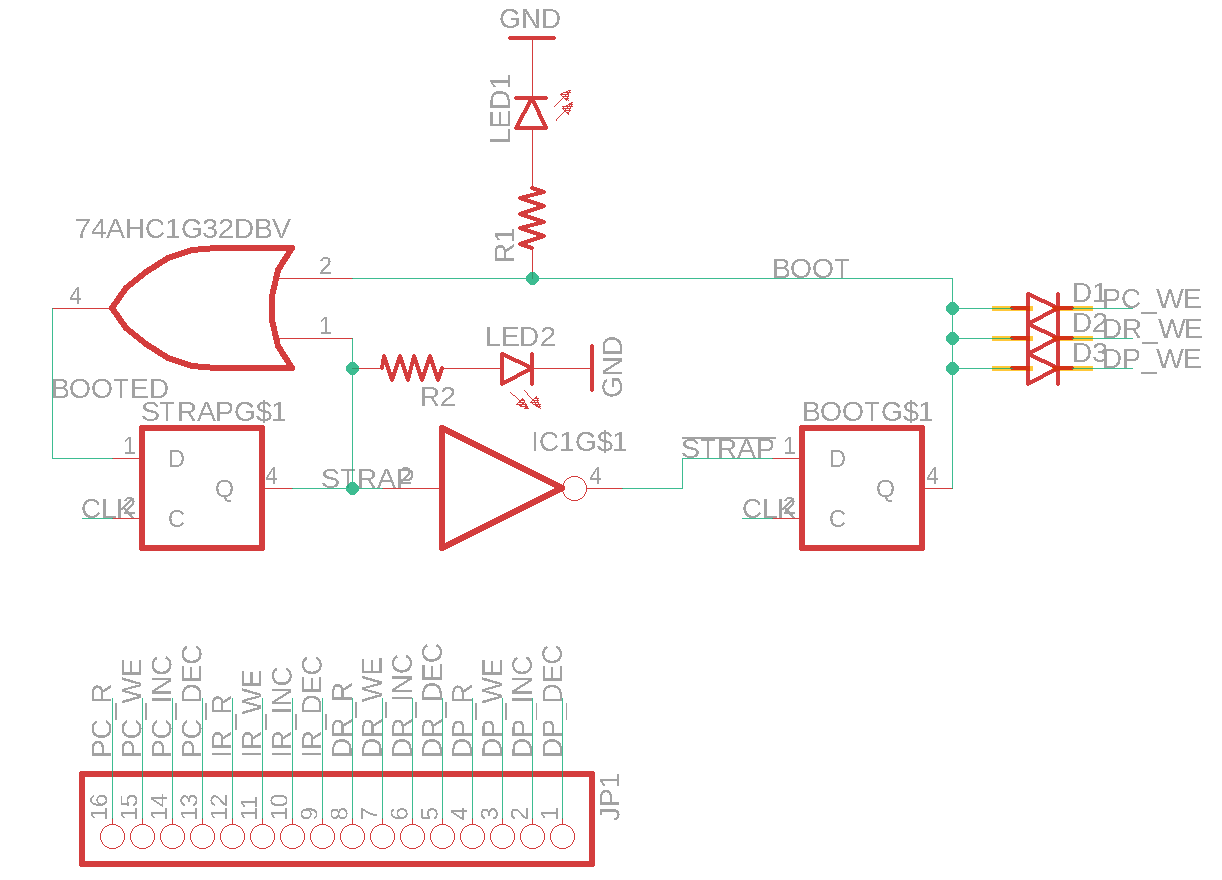 GND
LED1
R1
74AHC1G32DBV
2
BOOT
4
1
D1
PC_WE
D2
DR_WE
D3
DP_WE
LED2
GND
R2
BOOTED
STRAPG$1
1
D
Q
4
CLK
2
C
STRAP
2
IC1G$1
4
STRAP
BOOTG$1
1
D
Q
4
CLK
2
C
PC_R
PC_WE
PC_INC
PC_DEC
IR_R
IR_WE
IR_INC
IR_DEC
DR_R
DR_WE
DR_INC
DR_DEC
DP_R
DP_WE
DP_INC
DP_DEC
16
15
14
13
12
11
10
9
8
7
6
5
4
3
2
1
JP1